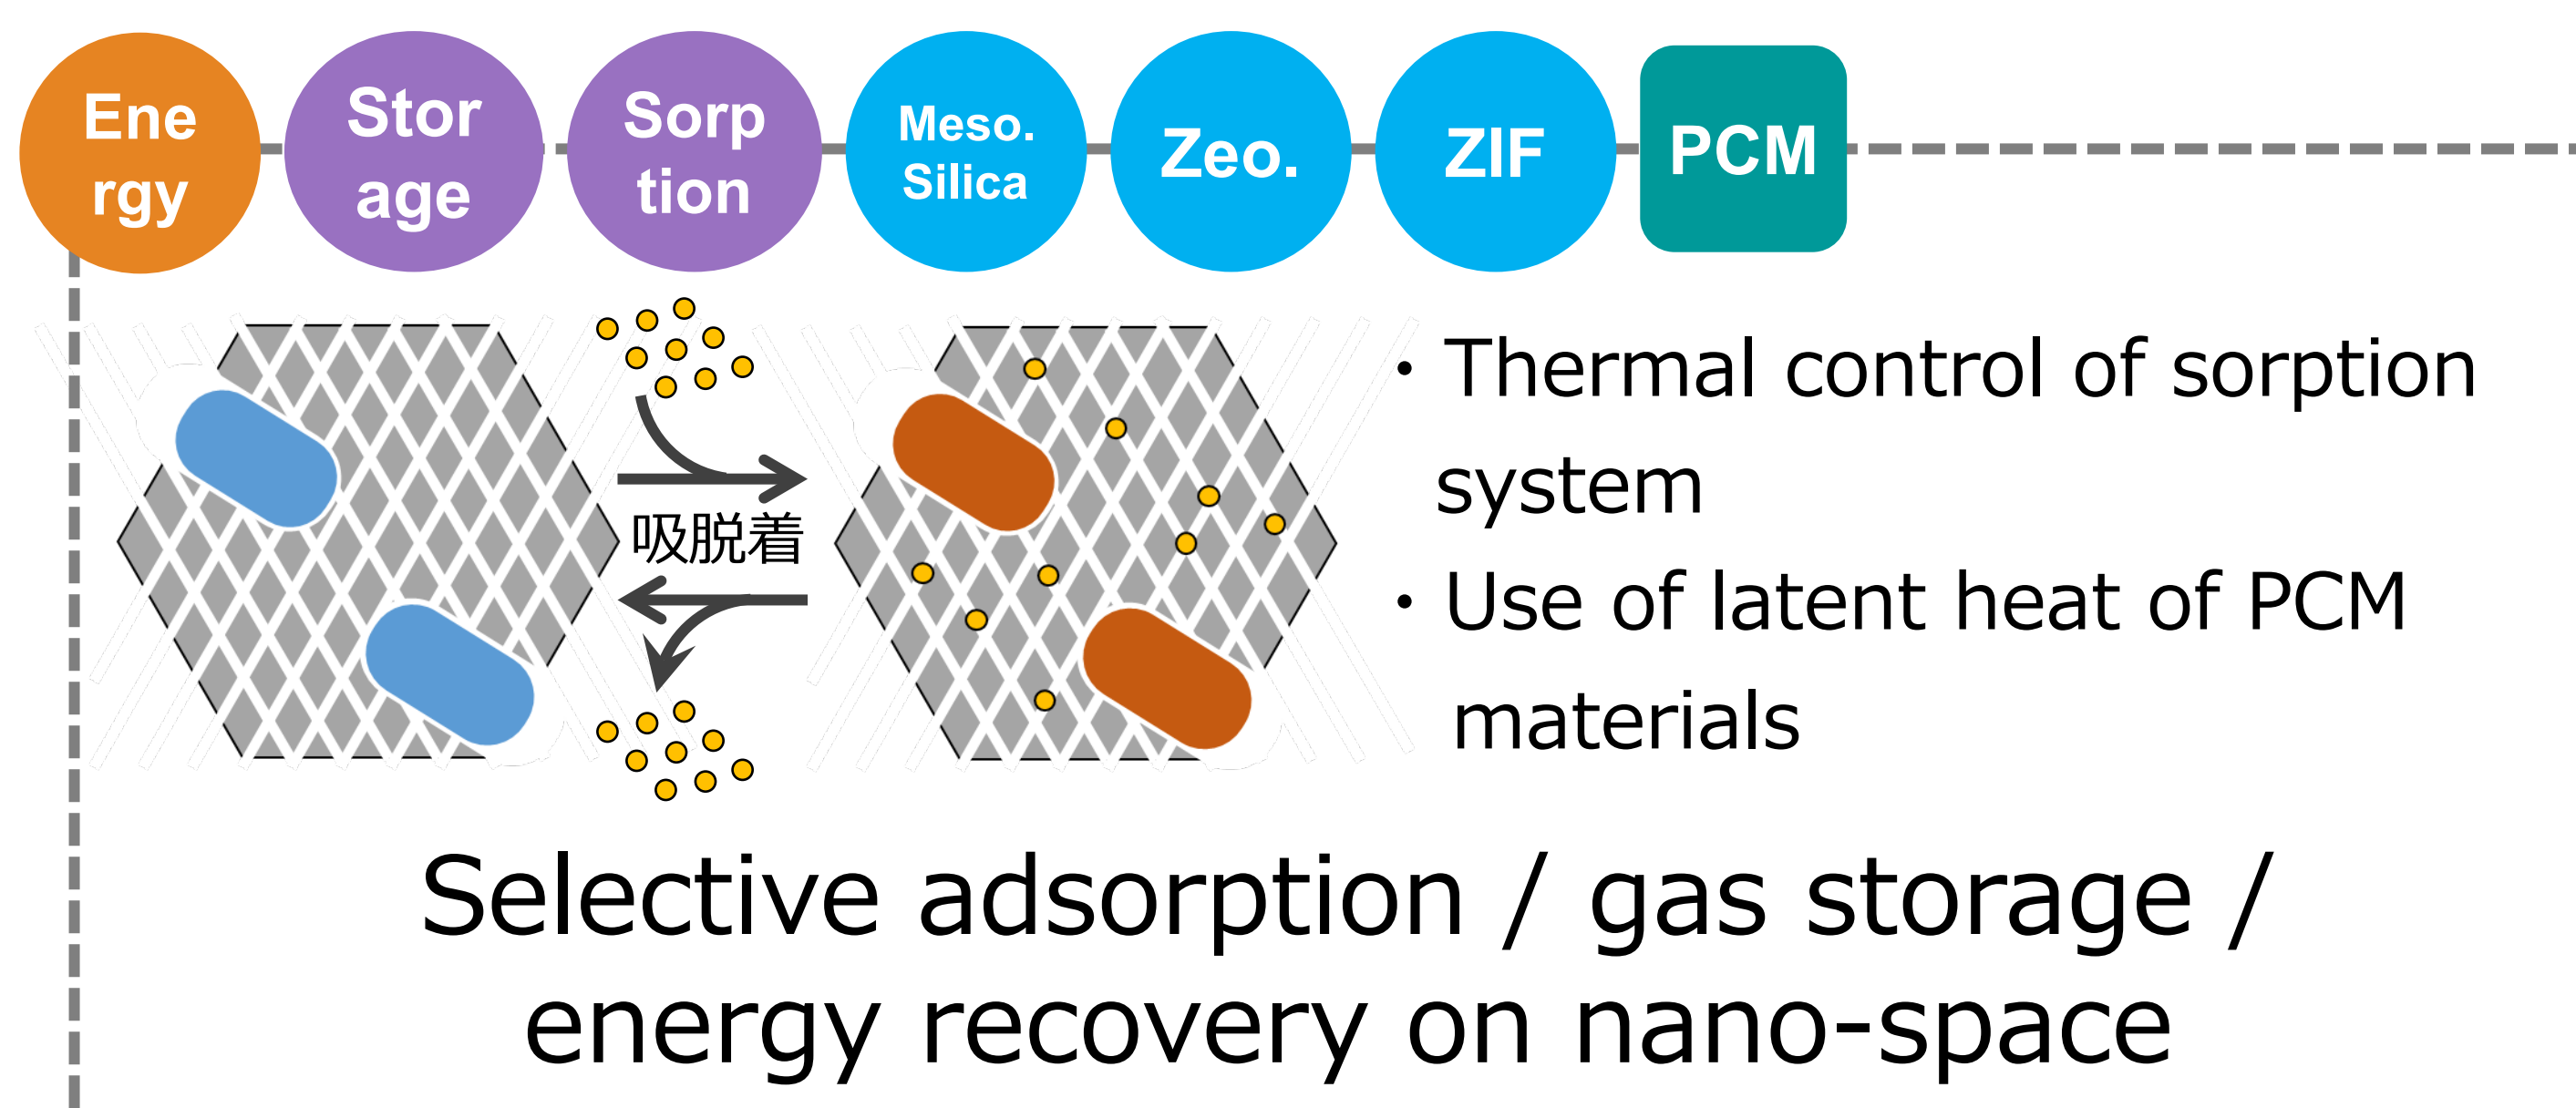 Ene
rgy
Stor
age
Sorp
tion
Meso.
Silica
Zeo.
ZIF
PCM
吸脱着
・Thermal control of sorption
system
・Use of latent heat of PCM
materials
Selective adsorption / gas storage /
energy recovery on nano-space